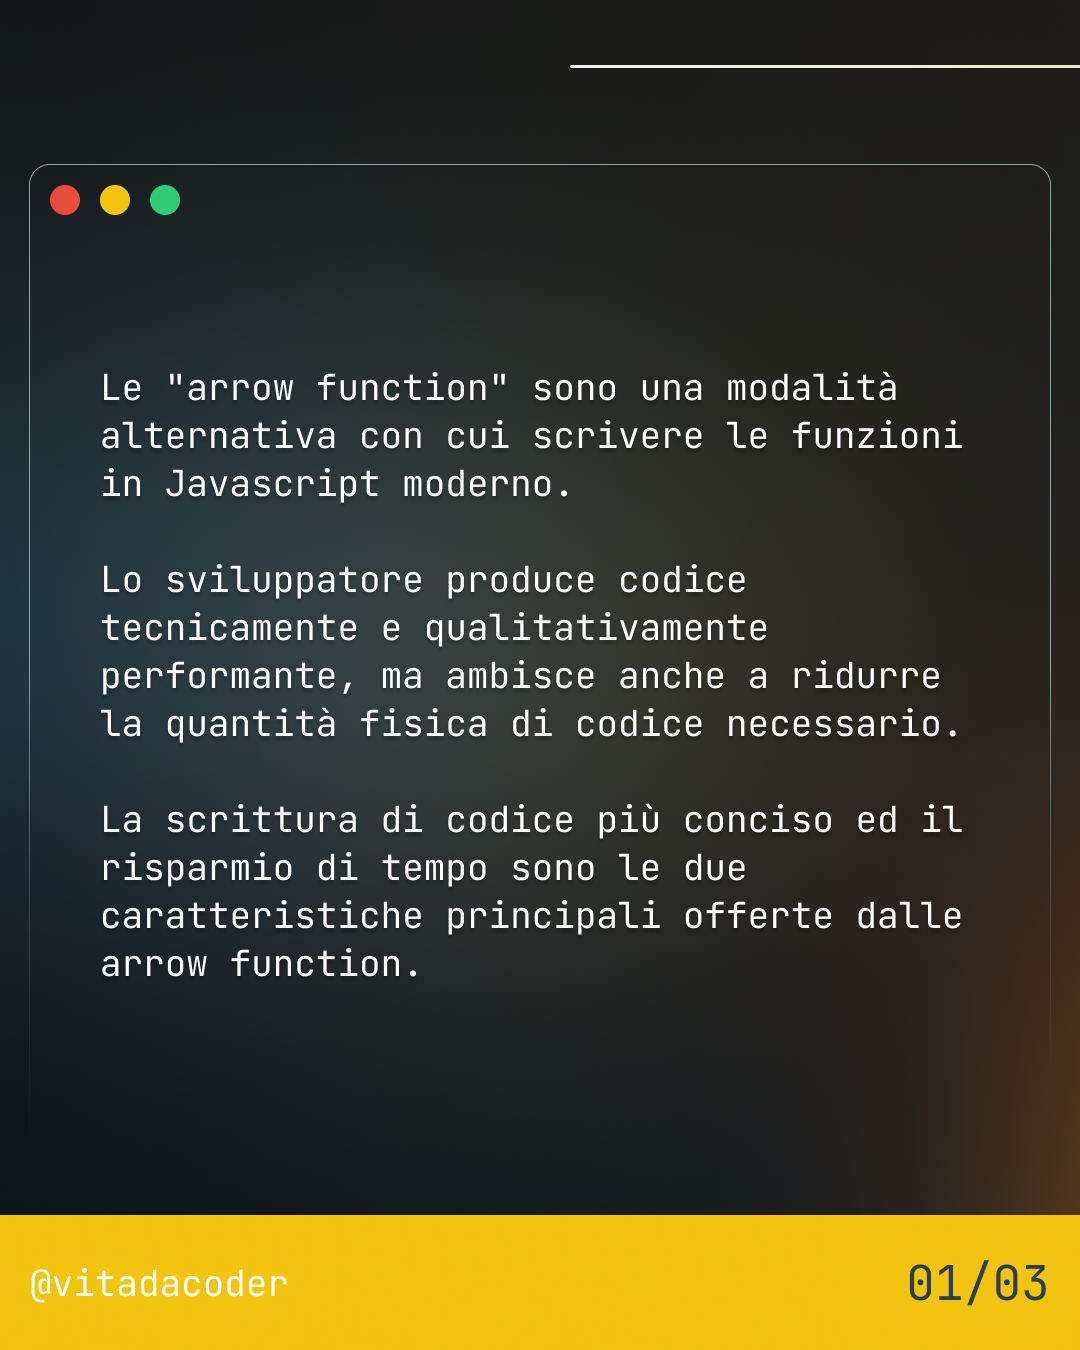 Le "arrow function" sono una modalità
alternativa con cui scrivere le funzioni
in Javascript moderno.
Lo sviluppatore produce codice
tecnicamente e qualitativamente
performante, ma ambisce anche a ridurre
la quantità fisica di codice necessario.
La scrittura di codice più conciso ed il
risparmio di tempo sono le due
caratteristiche principali offerte dalle
arrow function.
@vitadacoder
01/03